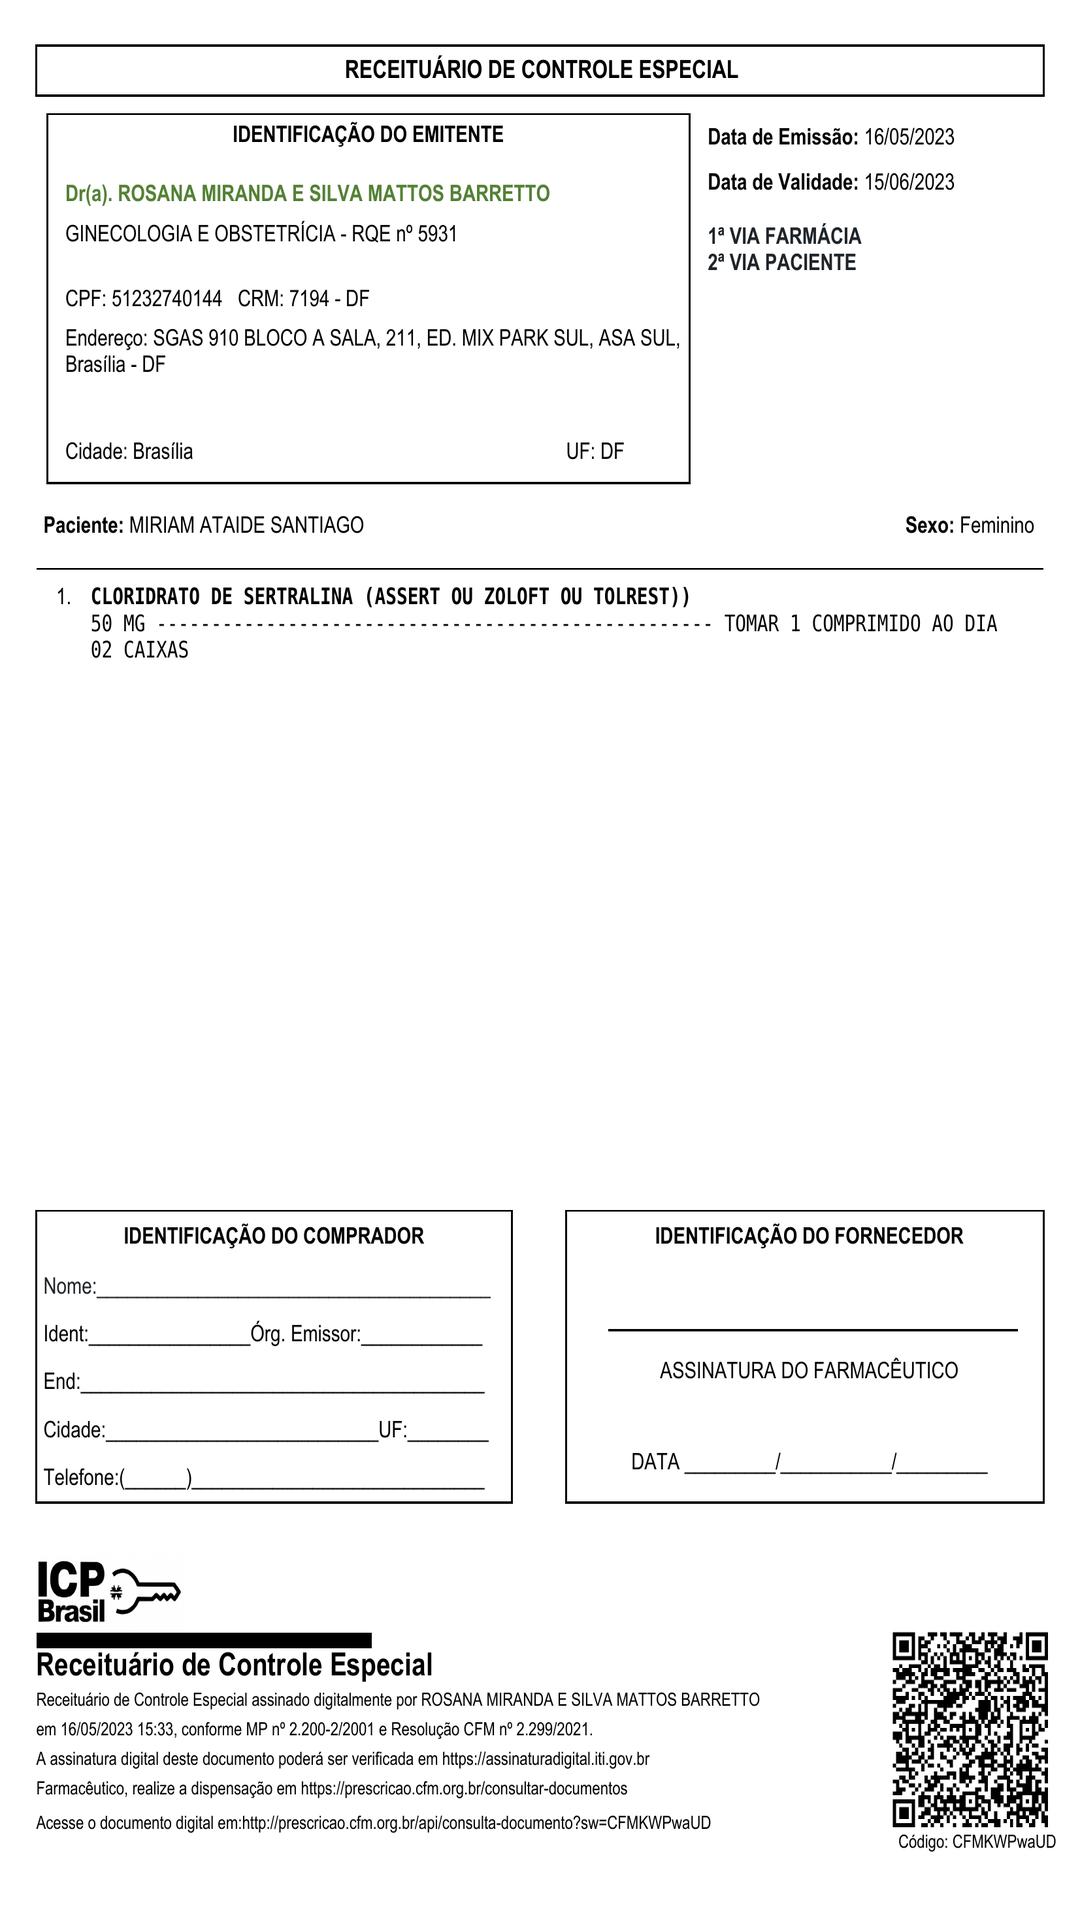 RECEITUÁRIO DE CONTROLE ESPECIAL
IDENTIFICAÇÃO DO EMITENTE
Dr(a). ROSANA MIRANDA E SILVA MATTOS BARRETTO
GINECOLOGIA E OBSTETRÍCIA - RQE nº 5931
CPF: 51232740144 CRM: 7194 - DF
Endereço: SGAS 910 BLOCO A SALA, 211, ED. MIX PARK SUL, ASA SUL,
Brasília - DF
Cidade: Brasília UF: DF
Data de Emissão: 16/05/2023
Data de Validade: 15/06/2023
1ª VIA FARMÁCIA
2ª VIA PACIENTE
Paciente: MIRIAM ATAIDE SANTIAGO Sexo: Feminino
1. CLORIDRATO DE SERTRALINA (ASSERT OU ZOLOFT OU TOLREST))
50 MG --------------------------------------------------- TOMAR 1 COMPRIMIDO AO DIA
02 CAIXAS
IDENTIFICAÇÃO DO COMPRADOR
Nome:_______________________________________
Ident:________________Órg. Emissor:____________
End:________________________________________
Cidade:___________________________UF:________
Telefone:(______)_____________________________
IDENTIFICAÇÃO DO FORNECEDOR
ASSINATURA DO FARMACÊUTICO
DATA _________/___________/_________
ICP
Brasil
Receituário de Controle Especial
Receituário de Controle Especial assinado digitalmente por ROSANA MIRANDA E SILVA MATTOS BARRETTO
em 16/05/2023 15:33, conforme MP nº 2.200-2/2001 e Resolução CFM nº 2.299/2021.
A assinatura digital deste documento poderá ser verificada em https://assinaturadigital.iti.gov.br
Farmacêutico, realize a dispensação em https://prescricao.cfm.org.br/consultar-documentos
Acesse o documento digital em:http://prescricao.cfm.org.br/api/consulta-documento?sw=CFMKWPwaUD
Código: CFMKWPwaUD